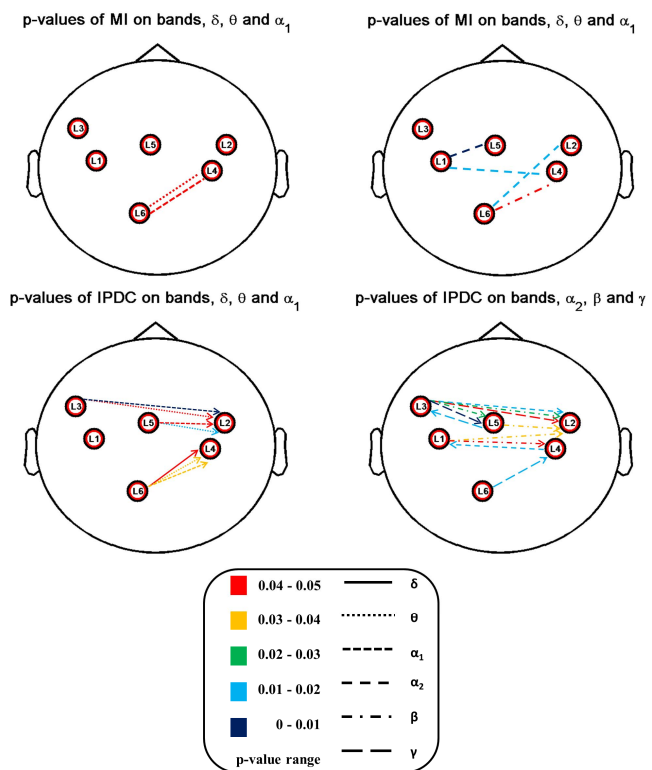 p-values of MI on bands, δ, θ and α1
p-values of MI on bands, δ, θ and α1
L3
L5
L2
L1
L4
L6
L3
L5
L2
L1
L4
L6
p-values of IPDC on bands, δ, θ and α1
p-values of IPDC on bands, α2, β and γ
L3
L5
L2
L1
L4
L6
L3
L5
L2
L1
L4
L6
0.04 - 0.05 δ
0.03 - 0.04 θ
0.02 - 0.03 α1
0.01 - 0.02 α2
0 - 0.01 β
p-value range γ